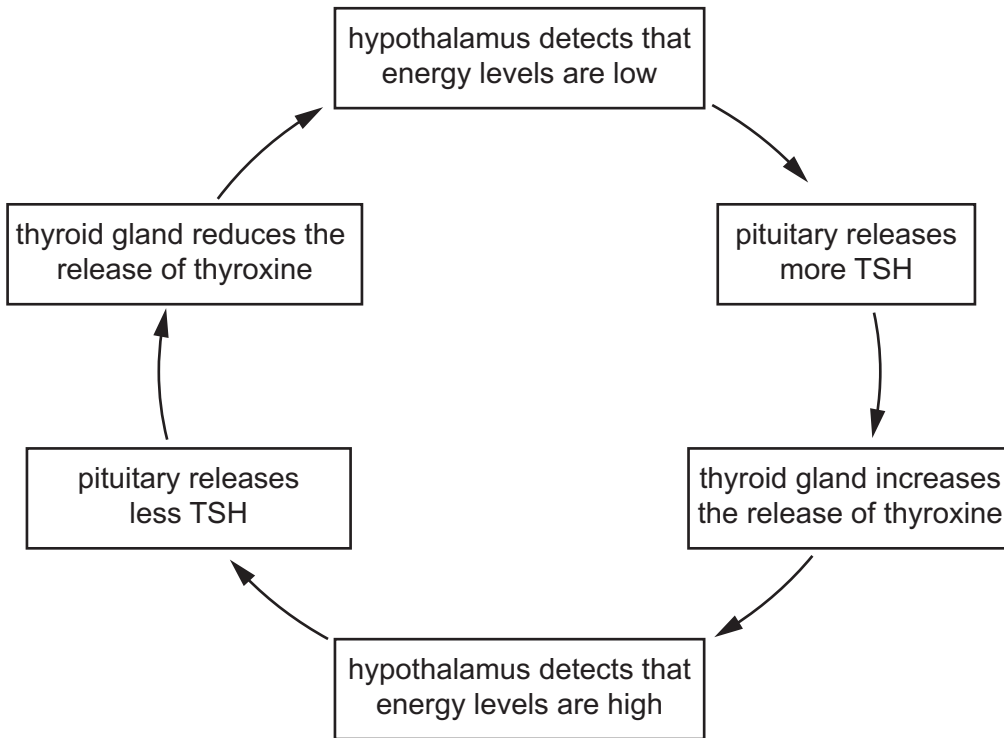 hypothalamus detects that
energy levels are low
pituitary releases
more TSH
thyroid gland increases
the release of thyroxine
hypothalamus detects that
energy levels are high
pituitary releases
less TSH
thyroid gland reduces the
release of thyroxine